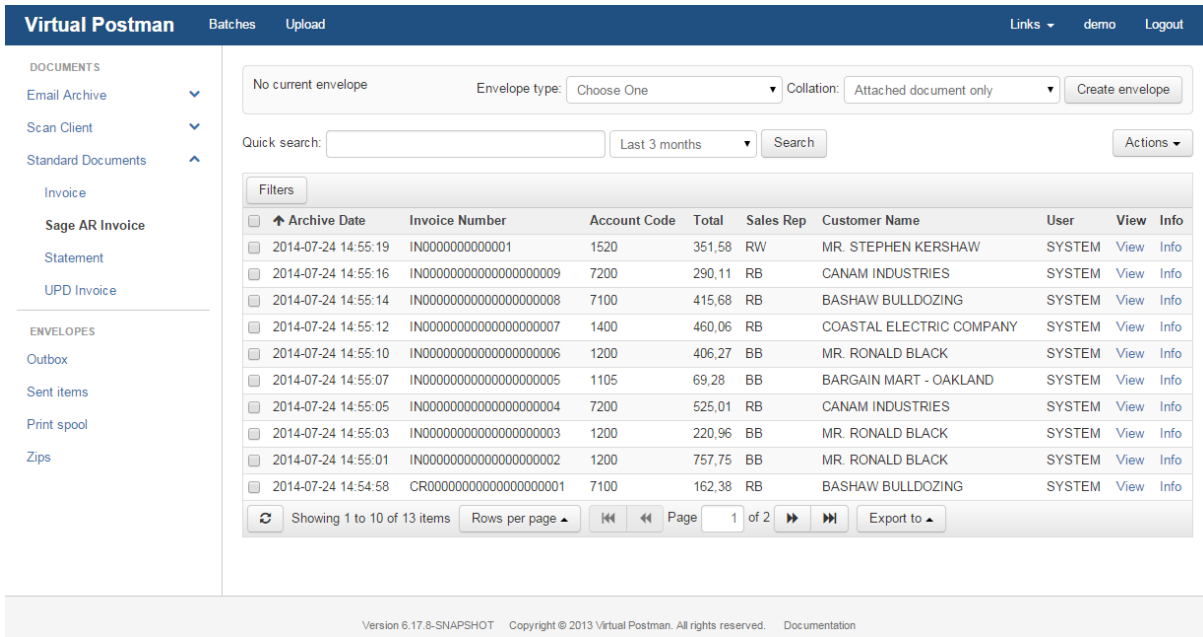 Virtual Postman Batches Upload Links demo Logout
DOCUMENTS
Email Archive
Scan Client
Standard Documents
Invoice
Sage AR Invoice
Statement
UPD Invoice
ENVELOPES
Outbox
Sent items
Print spool
Zips
No current envelope Envelope type: Choose One Collation: Attached document only Create envelope
Quick search: Last 3 months Search Actions
Filters
Archive Date Invoice Number Account Code Total Sales Rep Customer Name User View Info
2014-07-24 14:55:19 IN0000000000001 1520 351,58 RW MR. STEPHEN KERSHAW SYSTEM View Info
2014-07-24 14:55:16 IN00000000000000000009 7200 290,11 RB CANAM INDUSTRIES SYSTEM View Info
2014-07-24 14:55:14 IN00000000000000000008 7100 415,68 RB BASHAW BULLDOZING SYSTEM View Info
2014-07-24 14:55:12 IN00000000000000000007 1400 460,06 RB COASTAL ELECTRIC COMPANY SYSTEM View Info
2014-07-24 14:55:10 IN00000000000000000006 1200 406,27 BB MR. RONALD BLACK SYSTEM View Info
2014-07-24 14:55:07 IN00000000000000000005 1105 69,28 BB BARGAIN MART - OAKLAND SYSTEM View Info
2014-07-24 14:55:05 IN00000000000000000004 7200 525,01 RB CANAM INDUSTRIES SYSTEM View Info
2014-07-24 14:55:03 IN00000000000000000003 1200 220,96 BB MR. RONALD BLACK SYSTEM View Info
2014-07-24 14:55:01 IN00000000000000000002 1200 757,75 BB MR. RONALD BLACK SYSTEM View Info
2014-07-24 14:54:58 CR00000000000000000001 7100 162,38 RB BASHAW BULLDOZING SYSTEM View Info
Showing 1 to 10 of 13 items Rows per page Page 1 of 2 Export to
Version 6.17.8-SNAPSHOT Copyright © 2013 Virtual Postman. All rights reserved. Documentation